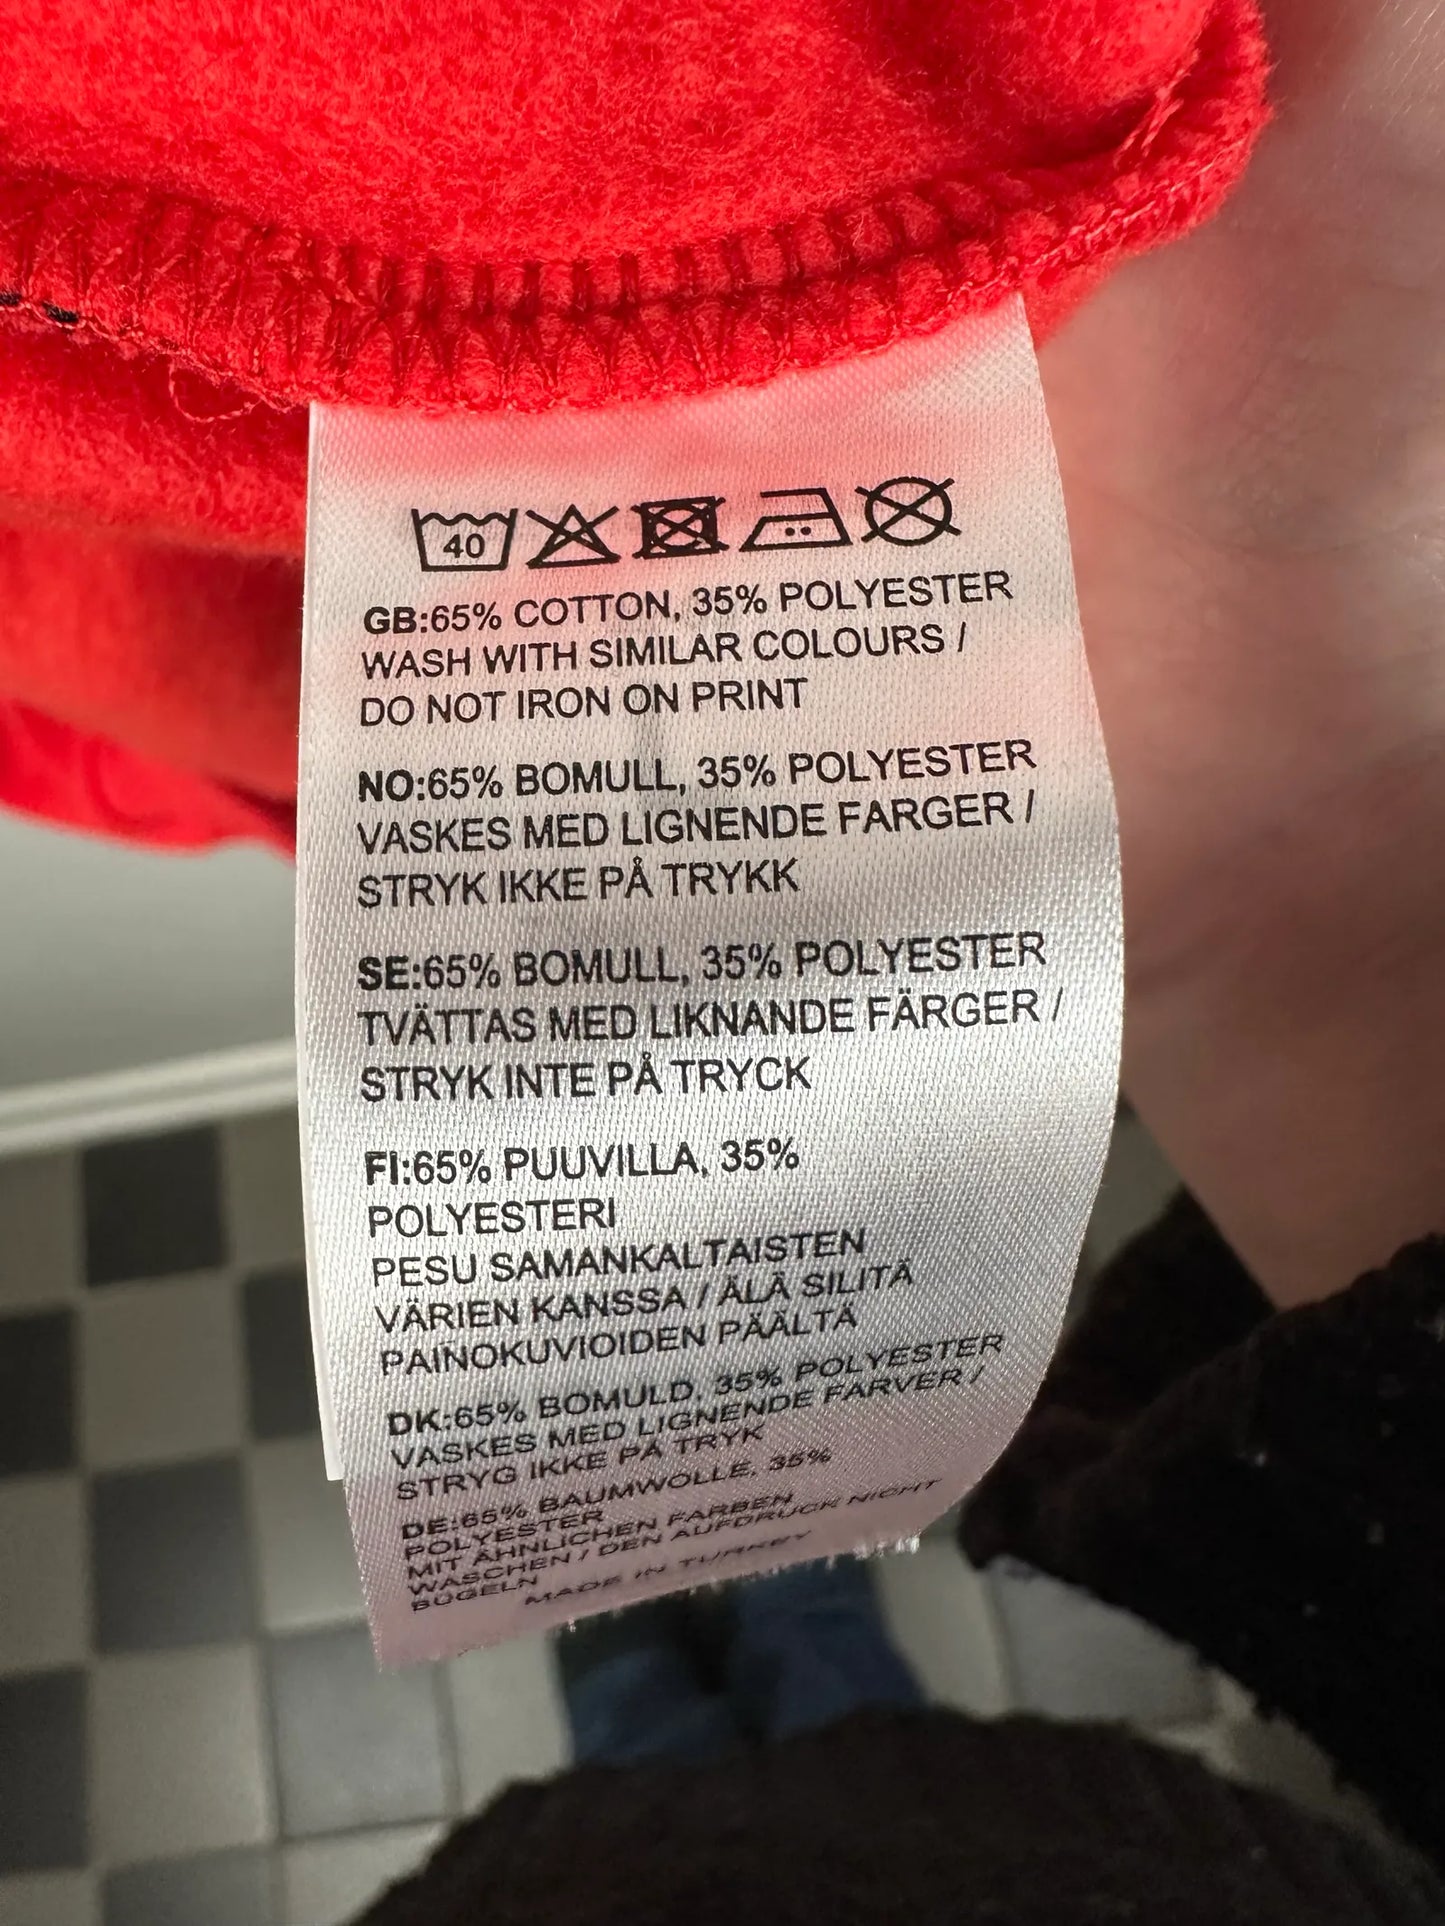 40
GB:65% COTTON, 35% POLYESTER
WASH WITH SIMILAR COLOURS /
DO NOT IRON ON PRINT
NO:65% BOMULL, 35% POLYESTER
VASKES MED LIGNENDE FARGER /
STRYK IKKE PÅ TRYKK
SE:65% BOMULL, 35% POLYESTER
TVÄTTAS MED LIKNANDE FÄRGER /
STRYK INTE PÅ TRYCK
FI:65% PUUVILLA, 35%
POLYESTERI
PESU SAMANKALTAISTEN
VÄRIEN KANSSA / ÄLÄ SILITÄ
PAINOKUVIOIDEN PÄÄLTÄ
DK:65% BOMULD, 35% POLYESTER
VASKES MED LIGNENDE FARVER /
STRYG IKKE PÅ TRYK
DE:65% BAUMWOLLE, 35%
POLYESTER
MIT ÄHNLICHEN FARBEN
WASCHEN / DEN AUFDRUCK NICHT
BÜGELN
MADE IN TURKEY